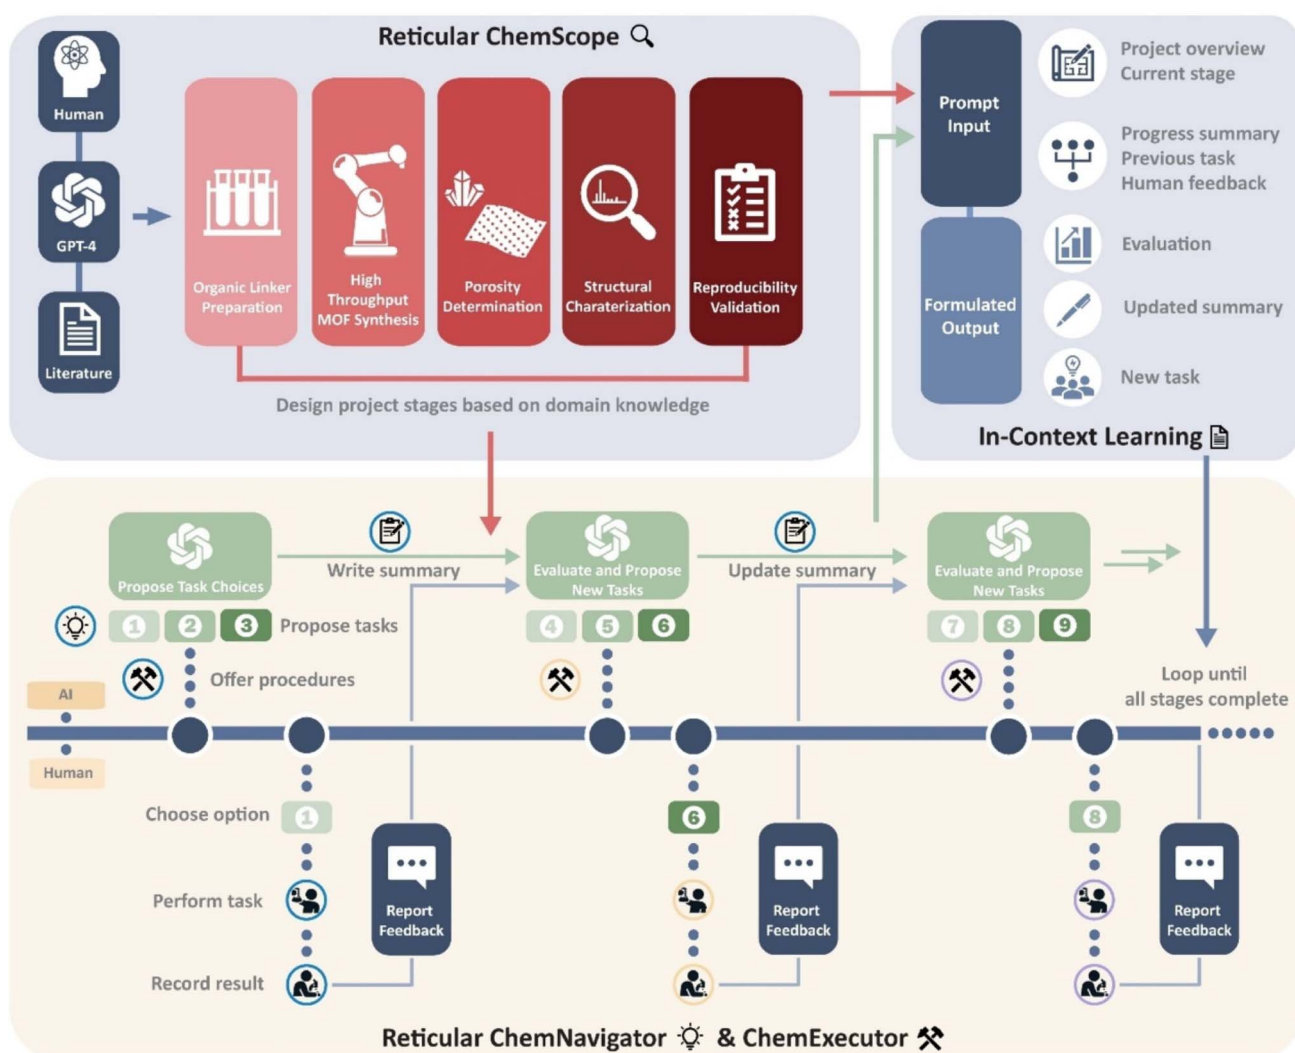 Reticular ChemScope
Human
GPT-4
Literature
Organic Linker
Preparation
High
Throughput
MOF Synthesis
Porosity
Determination
Structural
Charaterization
Reproducibility
Validation
Design project stages based on domain knowledge
Prompt
Input
Formulated
Output
Project overview
Current stage
Progress summary
Previous task
Human feedback
Evaluation
Updated summary
New task
In-Context Learning
Propose Task Choices
Write summary
Evaluate and Propose
New Tasks
Update summary
Evaluate and Propose
New Tasks
1 2 3 Propose tasks
4 5 6
7 8 9
Offer procedures
Loop until
all stages complete
AI
Human
Choose option
1
6
8
Perform task
Record result
Report
Feedback
Report
Feedback
Report
Feedback
Reticular ChemNavigator & ChemExecutor